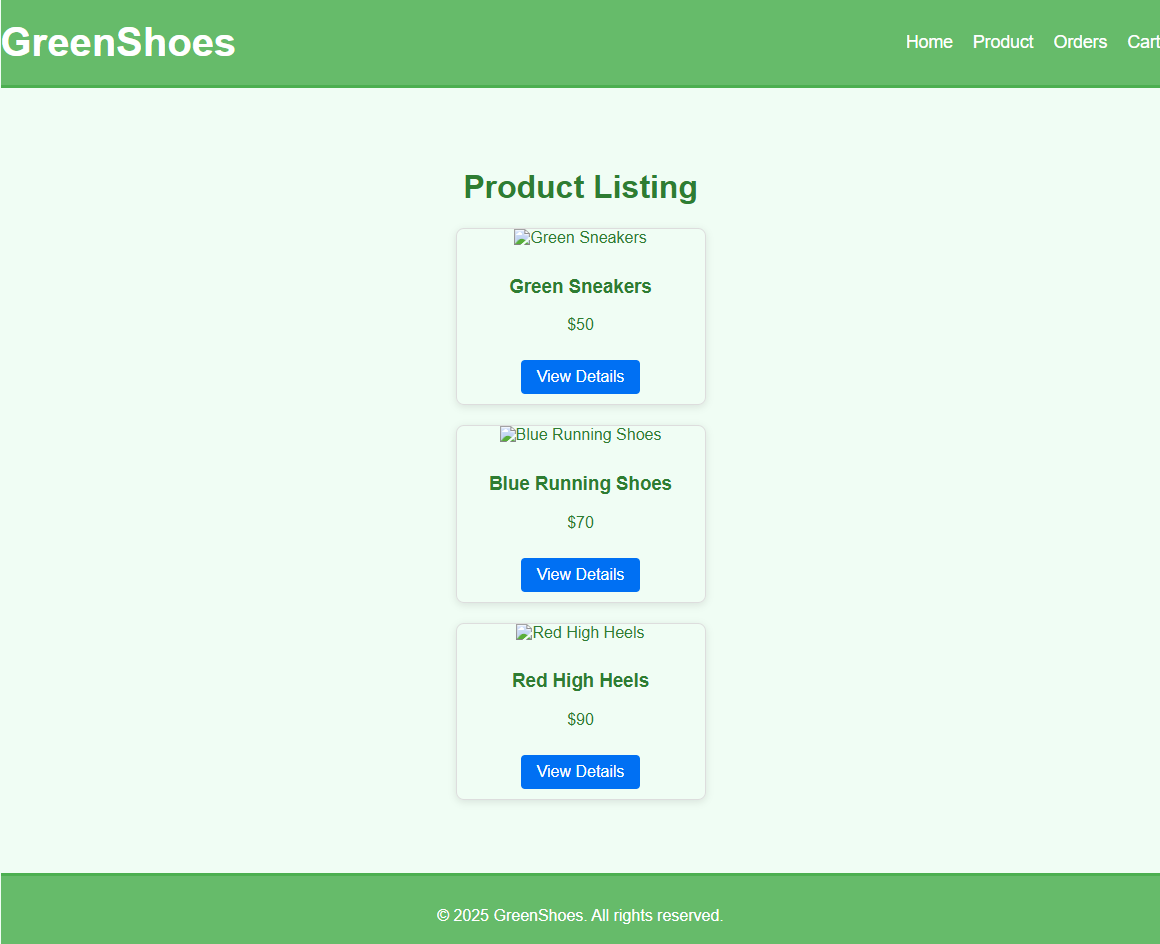 GreenShoes
Home Product Orders Cart
Product Listing
Green Sneakers
Green Sneakers
$50
View Details
Blue Running Shoes
Blue Running Shoes
$70
View Details
Red High Heels
Red High Heels
$90
View Details
© 2025 GreenShoes. All rights reserved.